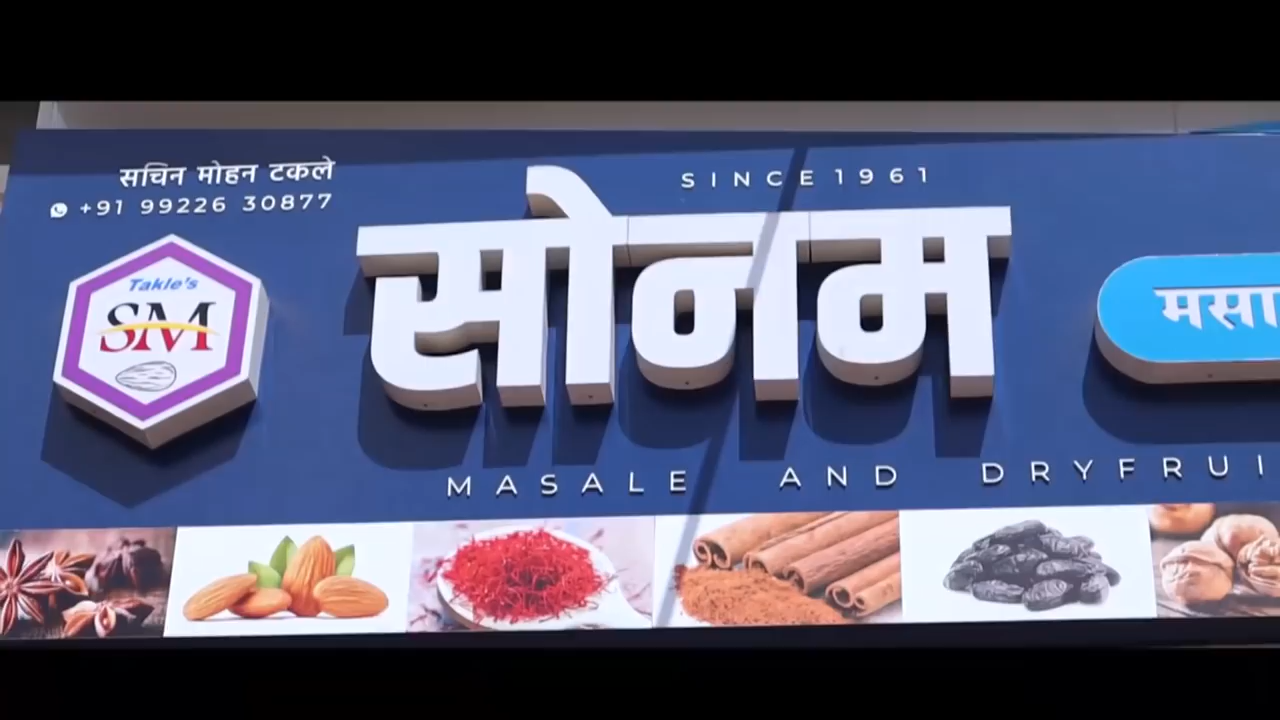 सचिन मोहन टकले
+91 99226 30877
SINCE 1961
Takle's
SM
सोनम
मसा
MASALE AND DRYFRUI